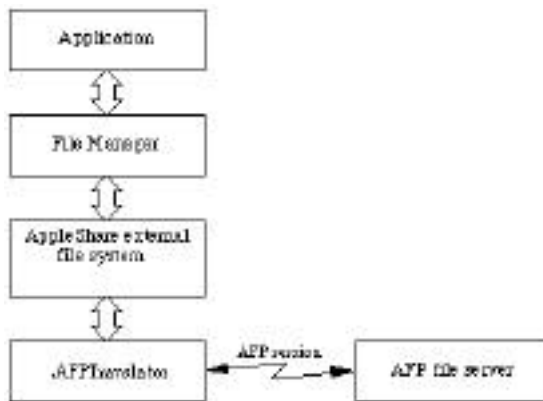 Application
File Manager
AppleShare external
file system
.AFPTranslator
AFP session
AFP file server